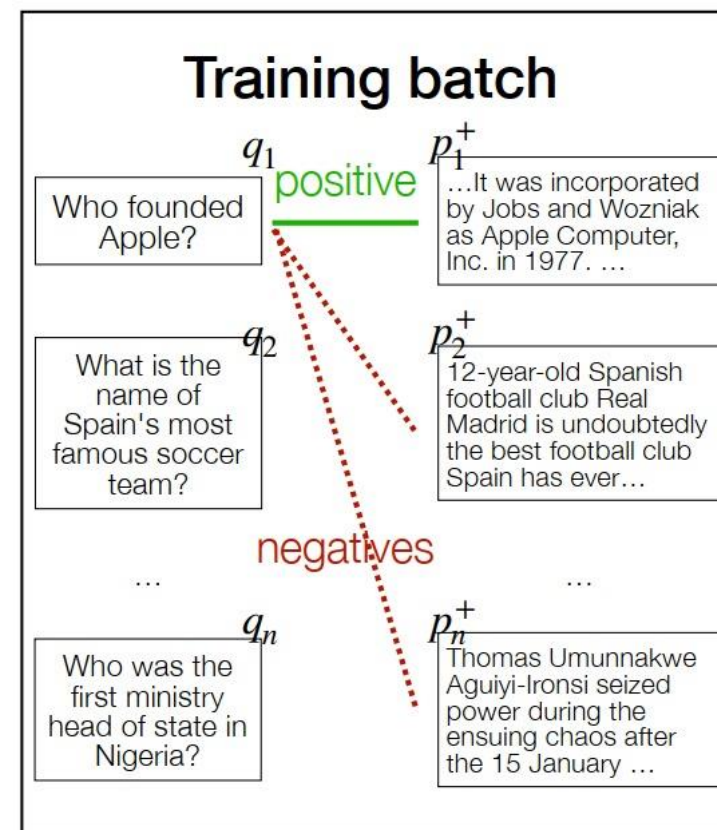 Training batch
q₁
p₁⁺
positive
Who founded
Apple?
…It was incorporated
by Jobs and Wozniak
as Apple Computer,
Inc. in 1977. …
q₂
p₂⁺
What is the
name of
Spain's most
famous soccer
team?
12-year-old Spanish
football club Real
Madrid is undoubtedly
the best football club
Spain has ever…
negatives
…
…
qₙ
pₙ⁺
Who was the
first ministry
head of state in
Nigeria?
Thomas Umunnakwe
Aguiyi-Ironsi seized
power during the
ensuing chaos after
the 15 January …